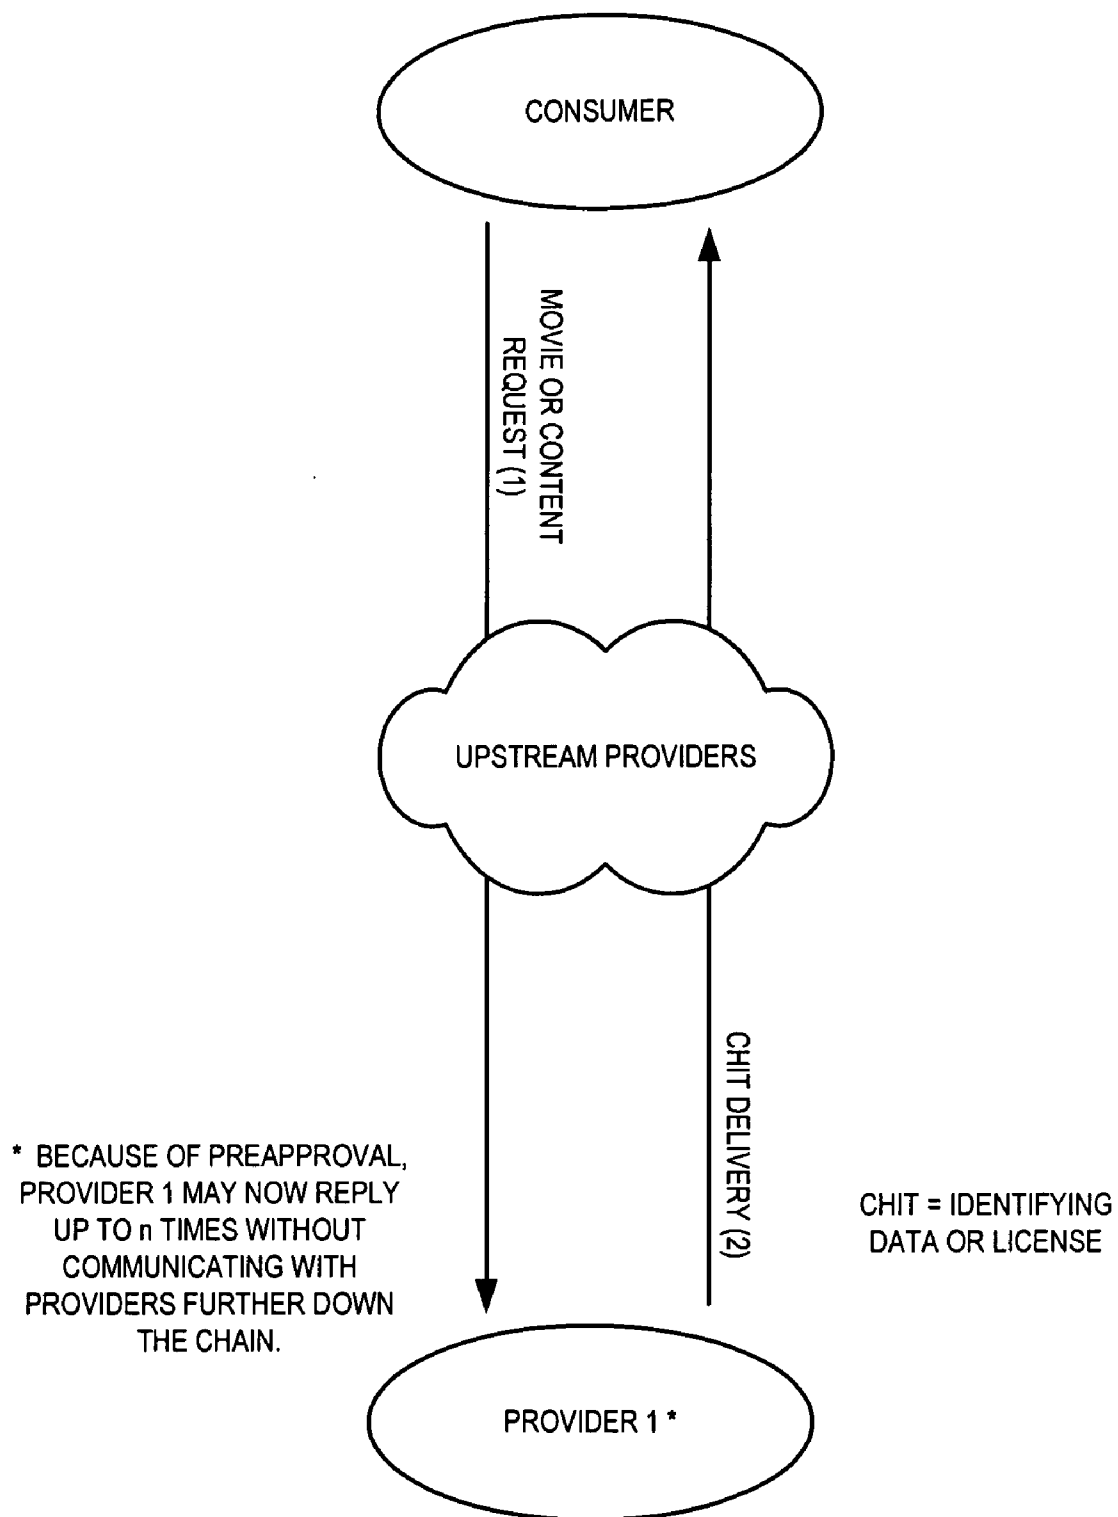 CONSUMER
MOVIE OR CONTENT
REQUEST (1)
UPSTREAM PROVIDERS
CHIT DELIVERY (2)
* BECAUSE OF PREAPPROVAL,
PROVIDER 1 MAY NOW REPLY
UP TO n TIMES WITHOUT
COMMUNICATING WITH
PROVIDERS FURTHER DOWN
THE CHAIN.
CHIT = IDENTIFYING
DATA OR LICENSE
PROVIDER 1 *